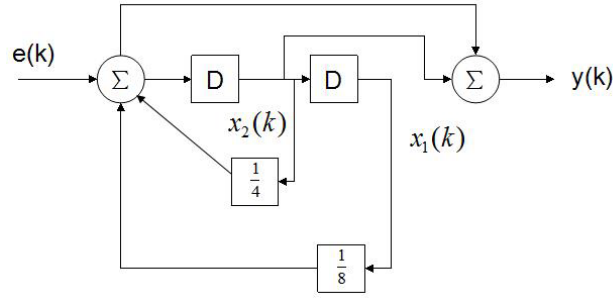 e(k)
Σ
D
D
Σ
y(k)
x₂(k)
x₁(k)
1/4
1/8